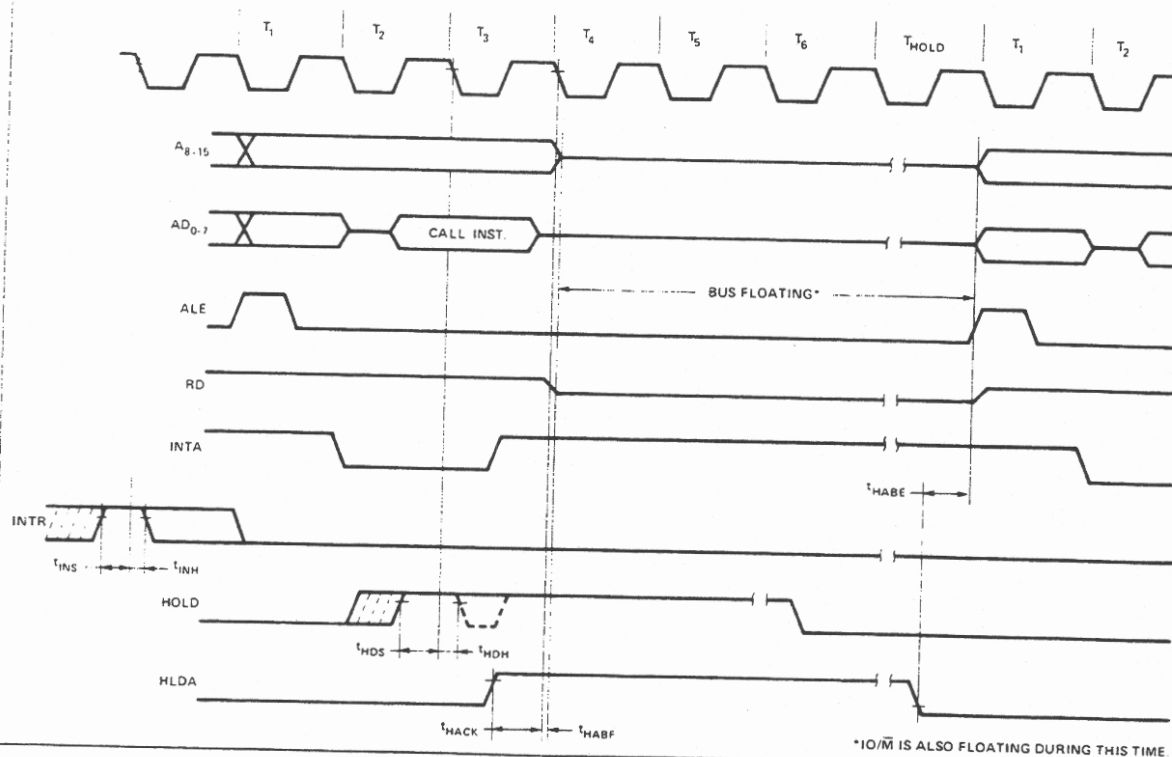 T1 T2 T3 T4 T5 T6 THOLD T1 T2
A8-15
AD0-7 CALL INST.
BUS FLOATING*
ALE
RD
INTA
tHABE
INTR
tINS tINH
HOLD
tHDS tHDH
HLDA
tHACK tHABF
*IO/M̅ IS ALSO FLOATING DURING THIS TIME.